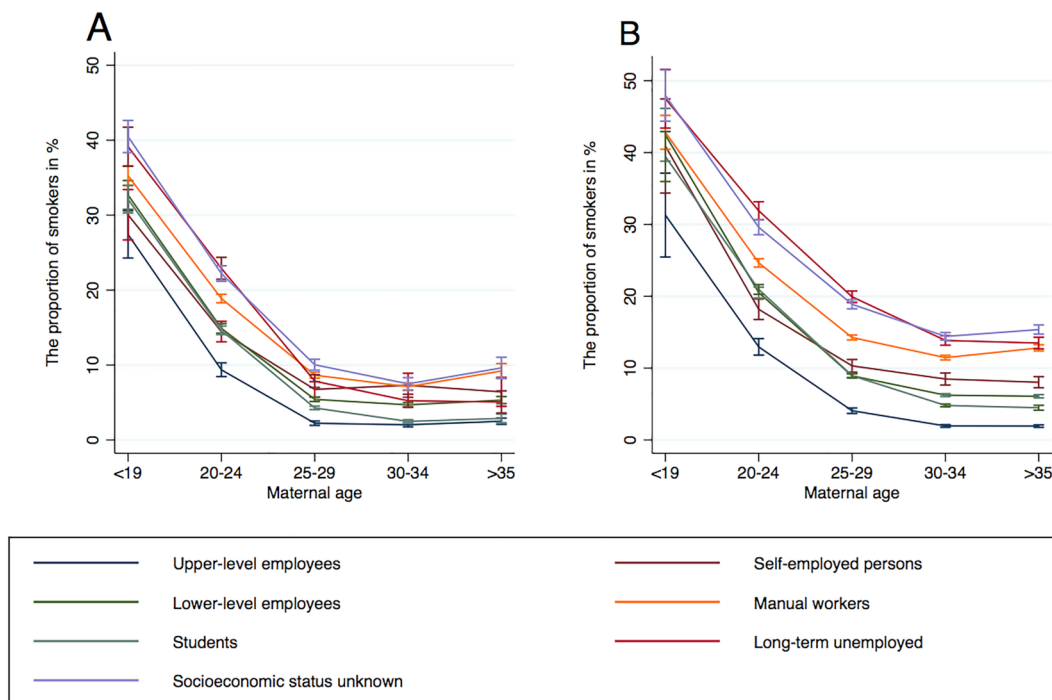 A
B
The proportion of smokers in %
50
40
30
20
10
0
<19 20-24 25-29 30-34 >35
Maternal age
The proportion of smokers in %
50
40
30
20
10
0
<19 20-24 25-29 30-34 >35
Maternal age
Upper-level employees
Self-employed persons
Lower-level employees
Manual workers
Students
Long-term unemployed
Socioeconomic status unknown